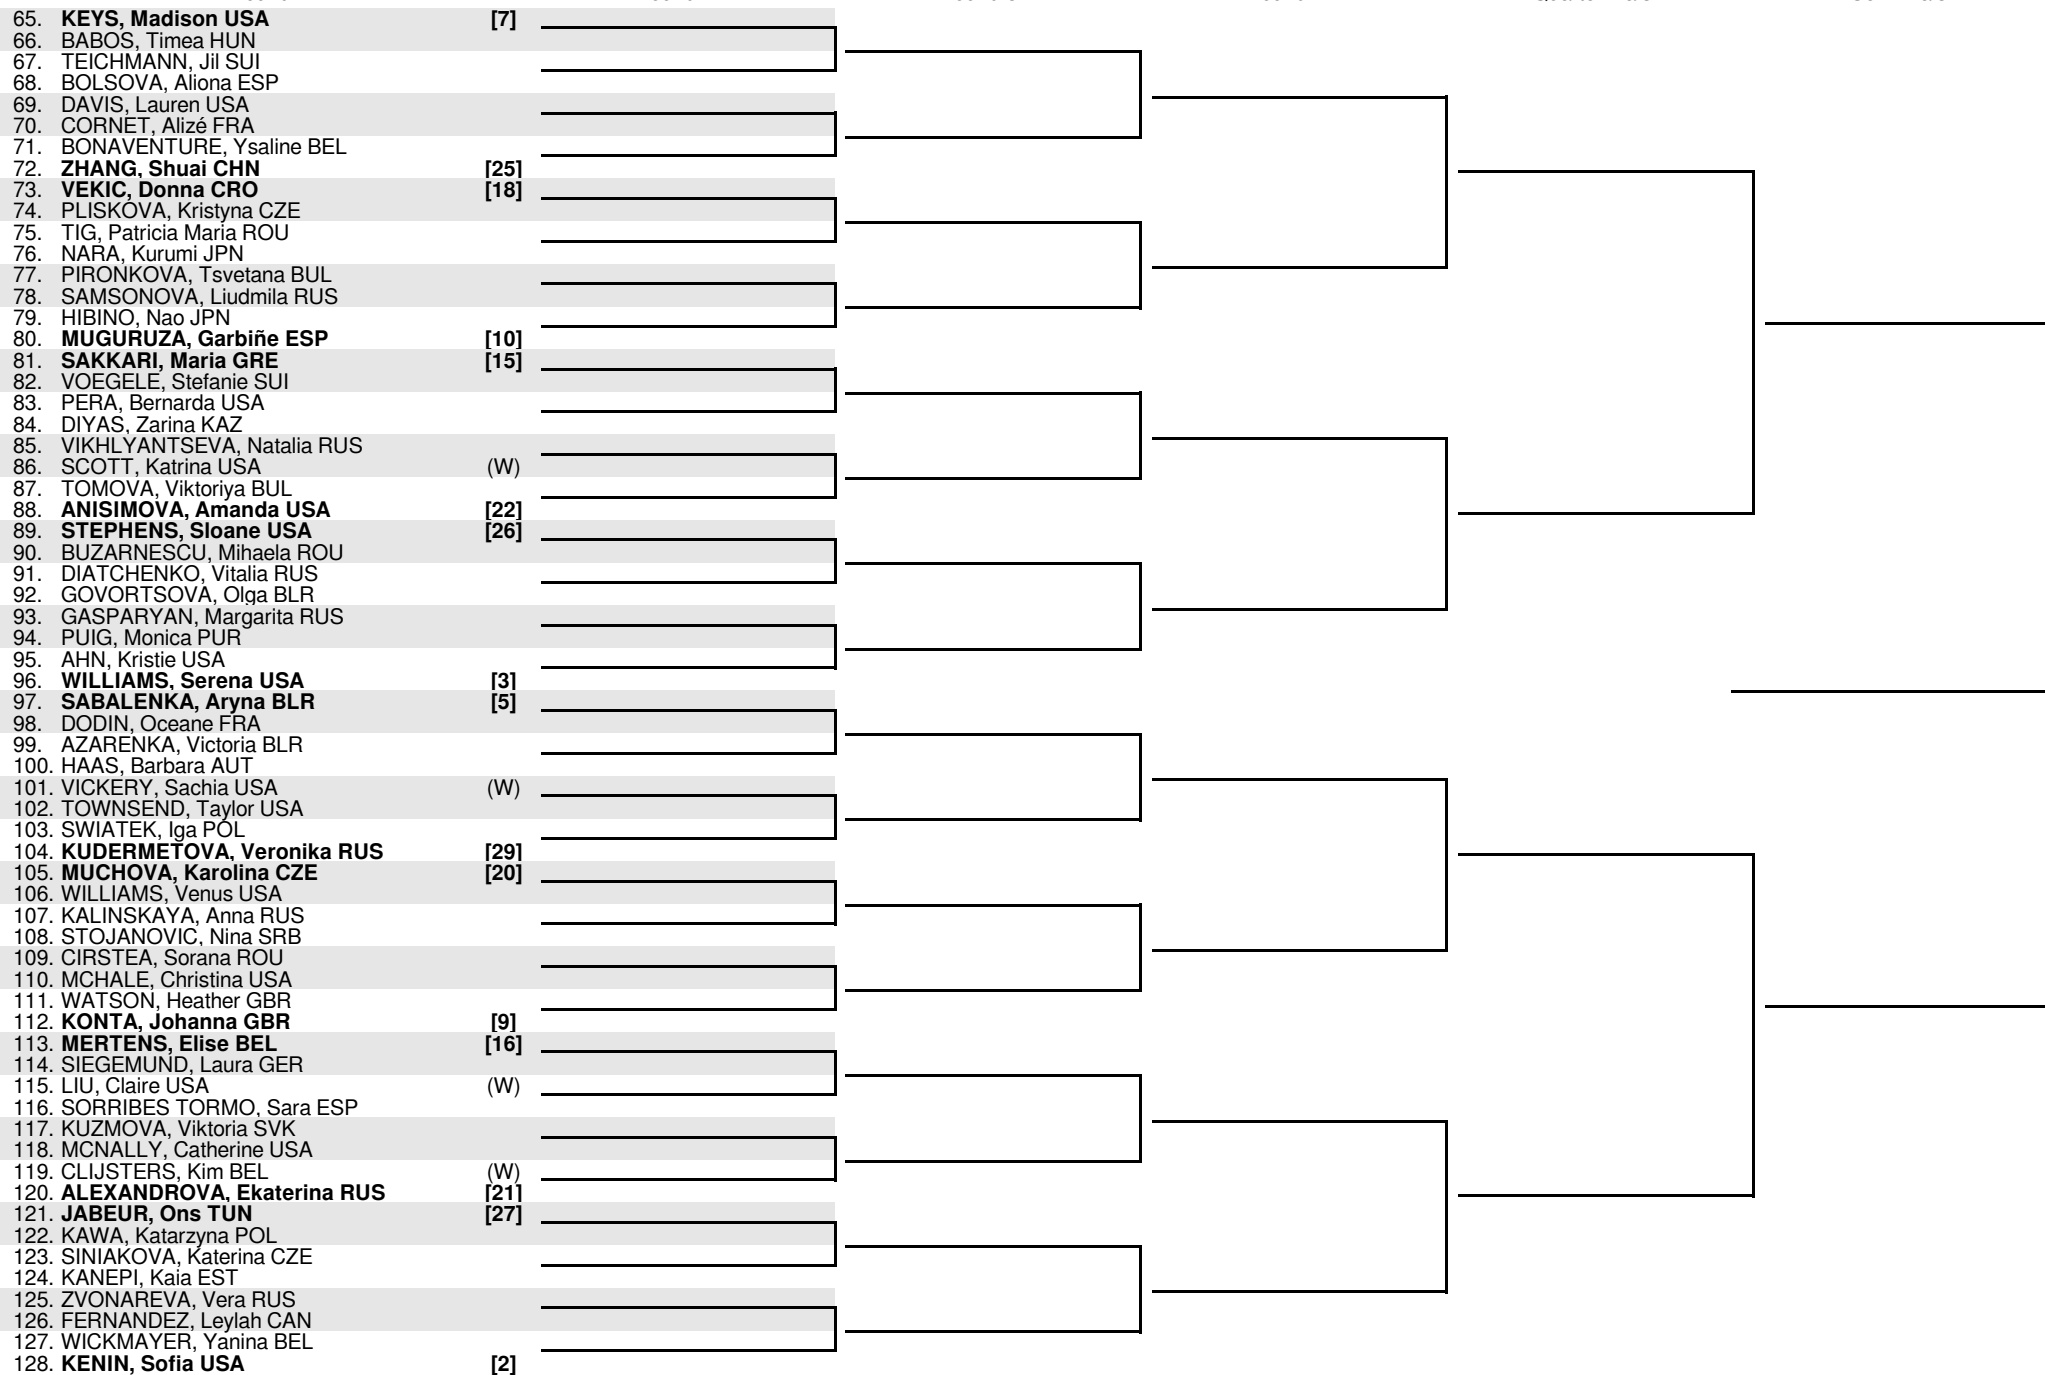 65. KEYS, Madison USA [7]
66. BABOS, Timea HUN
67. TEICHMANN, Jil SUI
68. BOLSOVA, Aliona ESP
69. DAVIS, Lauren USA
70. CORNET, Alizé FRA
71. BONAVENTURE, Ysaline BEL
72. ZHANG, Shuai CHN [25]
73. VEKIC, Donna CRO [18]
74. PLISKOVA, Kristyna CZE
75. TIG, Patricia Maria ROU
76. NARA, Kurumi JPN
77. PIRONKOVA, Tsvetana BUL
78. SAMSONOVA, Liudmila RUS
79. HIBINO, Nao JPN
80. MUGURUZA, Garbiñe ESP [10]
81. SAKKARI, Maria GRE [15]
82. VOEGELE, Stefanie SUI
83. PERA, Bernarda USA
84. DIYAS, Zarina KAZ
85. VIKHLYANTSEVA, Natalia RUS
86. SCOTT, Katrina USA (W)
87. TOMOVA, Viktoriya BUL
88. ANISIMOVA, Amanda USA [22]
89. STEPHENS, Sloane USA [26]
90. BUZARNESCU, Mihaela ROU
91. DIATCHENKO, Vitalia RUS
92. GOVORTSOVA, Olga BLR
93. GASPARYAN, Margarita RUS
94. PUIG, Monica PUR
95. AHN, Kristie USA
96. WILLIAMS, Serena USA [3]
97. SABALENKA, Aryna BLR [5]
98. DODIN, Oceane FRA
99. AZARENKA, Victoria BLR
100. HAAS, Barbara AUT
101. VICKERY, Sachia USA (W)
102. TOWNSEND, Taylor USA
103. SWIATEK, Iga POL
104. KUDERMETOVA, Veronika RUS [29]
105. MUCHOVA, Karolina CZE [20]
106. WILLIAMS, Venus USA
107. KALINSKAYA, Anna RUS
108. STOJANOVIC, Nina SRB
109. CIRSTEA, Sorana ROU
110. MCHALE, Christina USA
111. WATSON, Heather GBR
112. KONTA, Johanna GBR [9]
113. MERTENS, Elise BEL [16]
114. SIEGEMUND, Laura GER
115. LIU, Claire USA (W)
116. SORRIBES TORMO, Sara ESP
117. KUZMOVA, Viktoria SVK
118. MCNALLY, Catherine USA
119. CLIJSTERS, Kim BEL (W)
120. ALEXANDROVA, Ekaterina RUS [21]
121. JABEUR, Ons TUN [27]
122. KAWA, Katarzyna POL
123. SINIAKOVA, Katerina CZE
124. KANEPI, Kaia EST
125. ZVONAREVA, Vera RUS
126. FERNANDEZ, Leylah CAN
127. WICKMAYER, Yanina BEL
128. KENIN, Sofia USA [2]